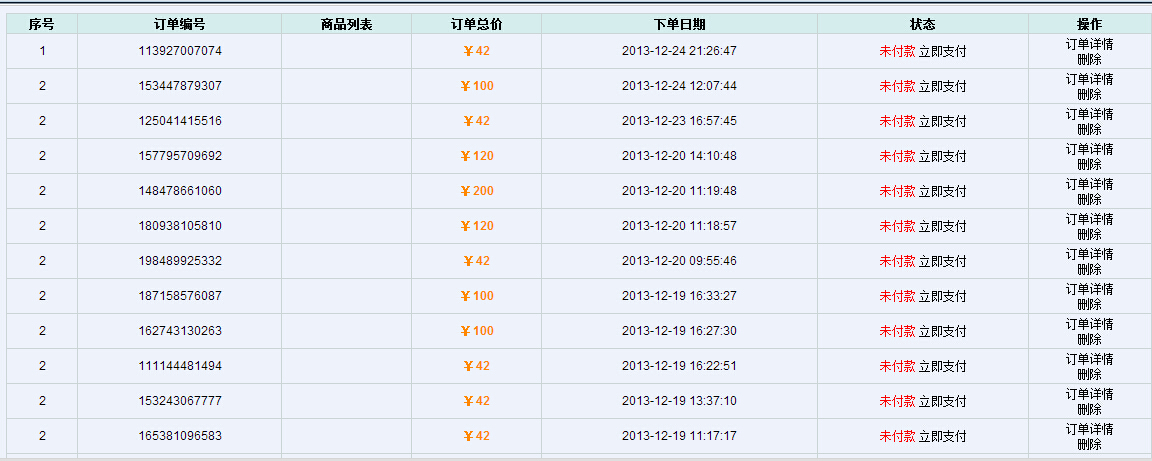 序号 订单编号 商品列表 订单总价 下单日期 状态 操作
1 113927007074 ￥42 2013-12-24 21:26:47 未付款 立即支付 订单详情
删除
2 153447879307 ￥100 2013-12-24 12:07:44 未付款 立即支付 订单详情
删除
2 125041415516 ￥42 2013-12-23 16:57:45 未付款 立即支付 订单详情
删除
2 157795709692 ￥120 2013-12-20 14:10:48 未付款 立即支付 订单详情
删除
2 148478661060 ￥200 2013-12-20 11:19:48 未付款 立即支付 订单详情
删除
2 180938105810 ￥120 2013-12-20 11:18:57 未付款 立即支付 订单详情
删除
2 198489925332 ￥42 2013-12-20 09:55:46 未付款 立即支付 订单详情
删除
2 187158576087 ￥100 2013-12-19 16:33:27 未付款 立即支付 订单详情
删除
2 162743130263 ￥100 2013-12-19 16:27:30 未付款 立即支付 订单详情
删除
2 111144481494 ￥42 2013-12-19 16:22:51 未付款 立即支付 订单详情
删除
2 153243067777 ￥42 2013-12-19 13:37:10 未付款 立即支付 订单详情
删除
2 165381096583 ￥42 2013-12-19 11:17:17 未付款 立即支付 订单详情
删除